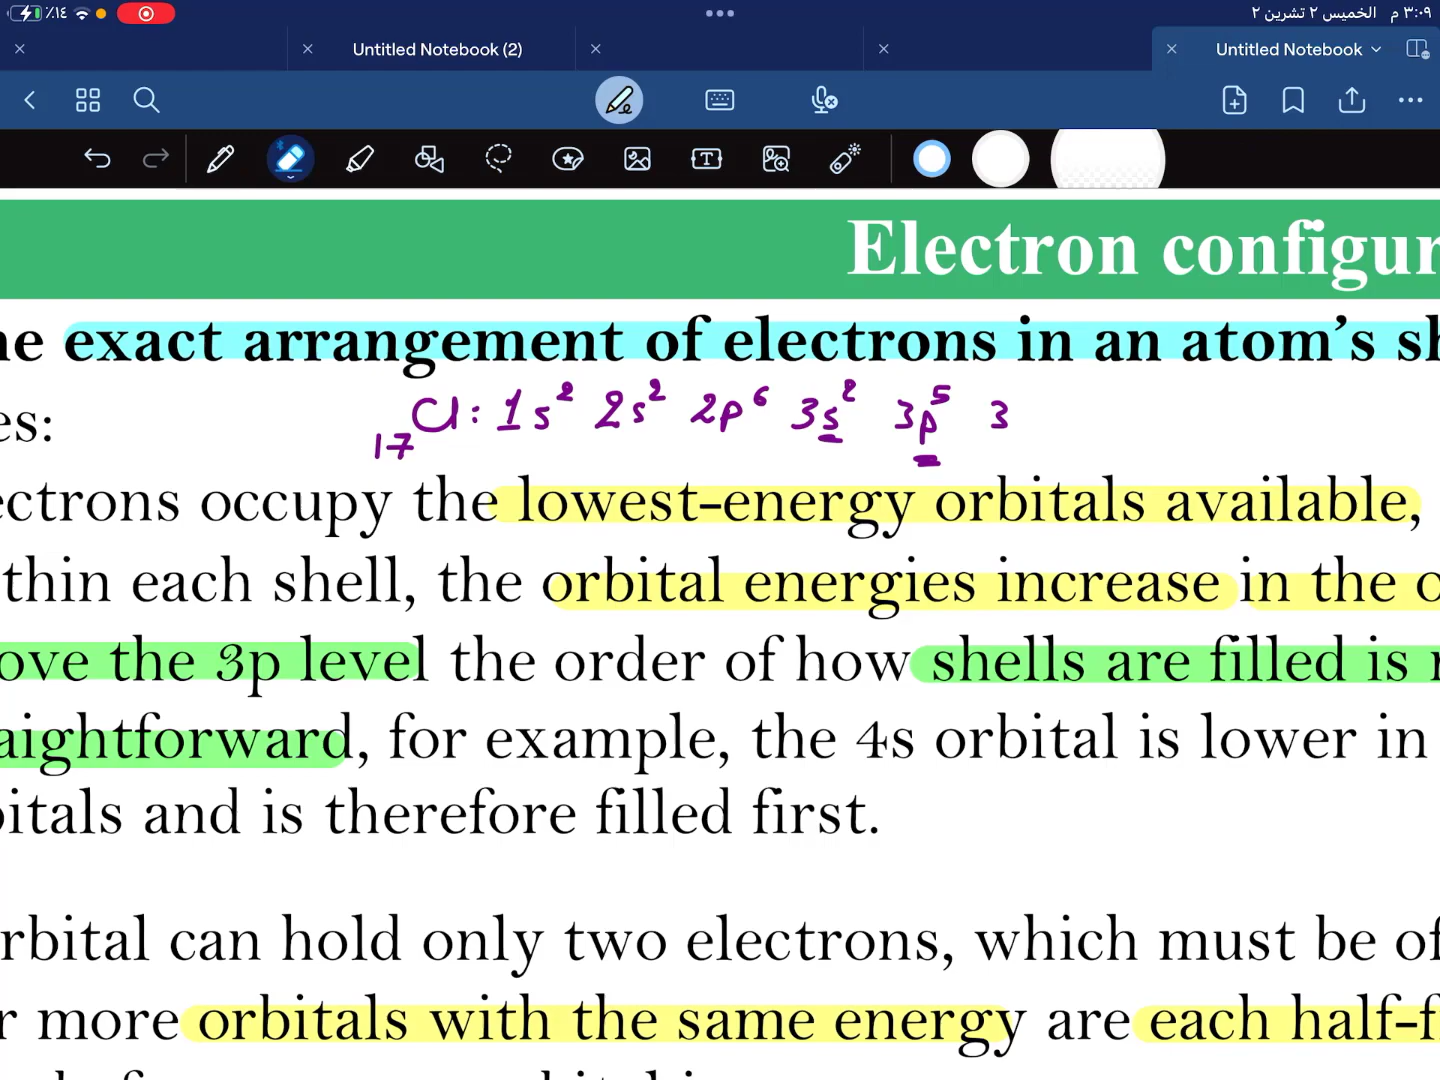 ٪١٤ ٣:٠٩ م الخميس ٢ تشرين ٢
Untitled Notebook (2) Untitled Notebook
Electron configur
ne exact arrangement of electrons in an atom’s sh
es: 17Cl: 1s² 2s² 2p⁶ 3s² 3p⁵ 3
ectrons occupy the lowest-energy orbitals available,
thin each shell, the orbital energies increase in the o
ove the 3p level the order of how shells are filled is
aightforward, for example, the 4s orbital is lower in
bitals and is therefore filled first.
rbital can hold only two electrons, which must be of
r more orbitals with the same energy are each half-f